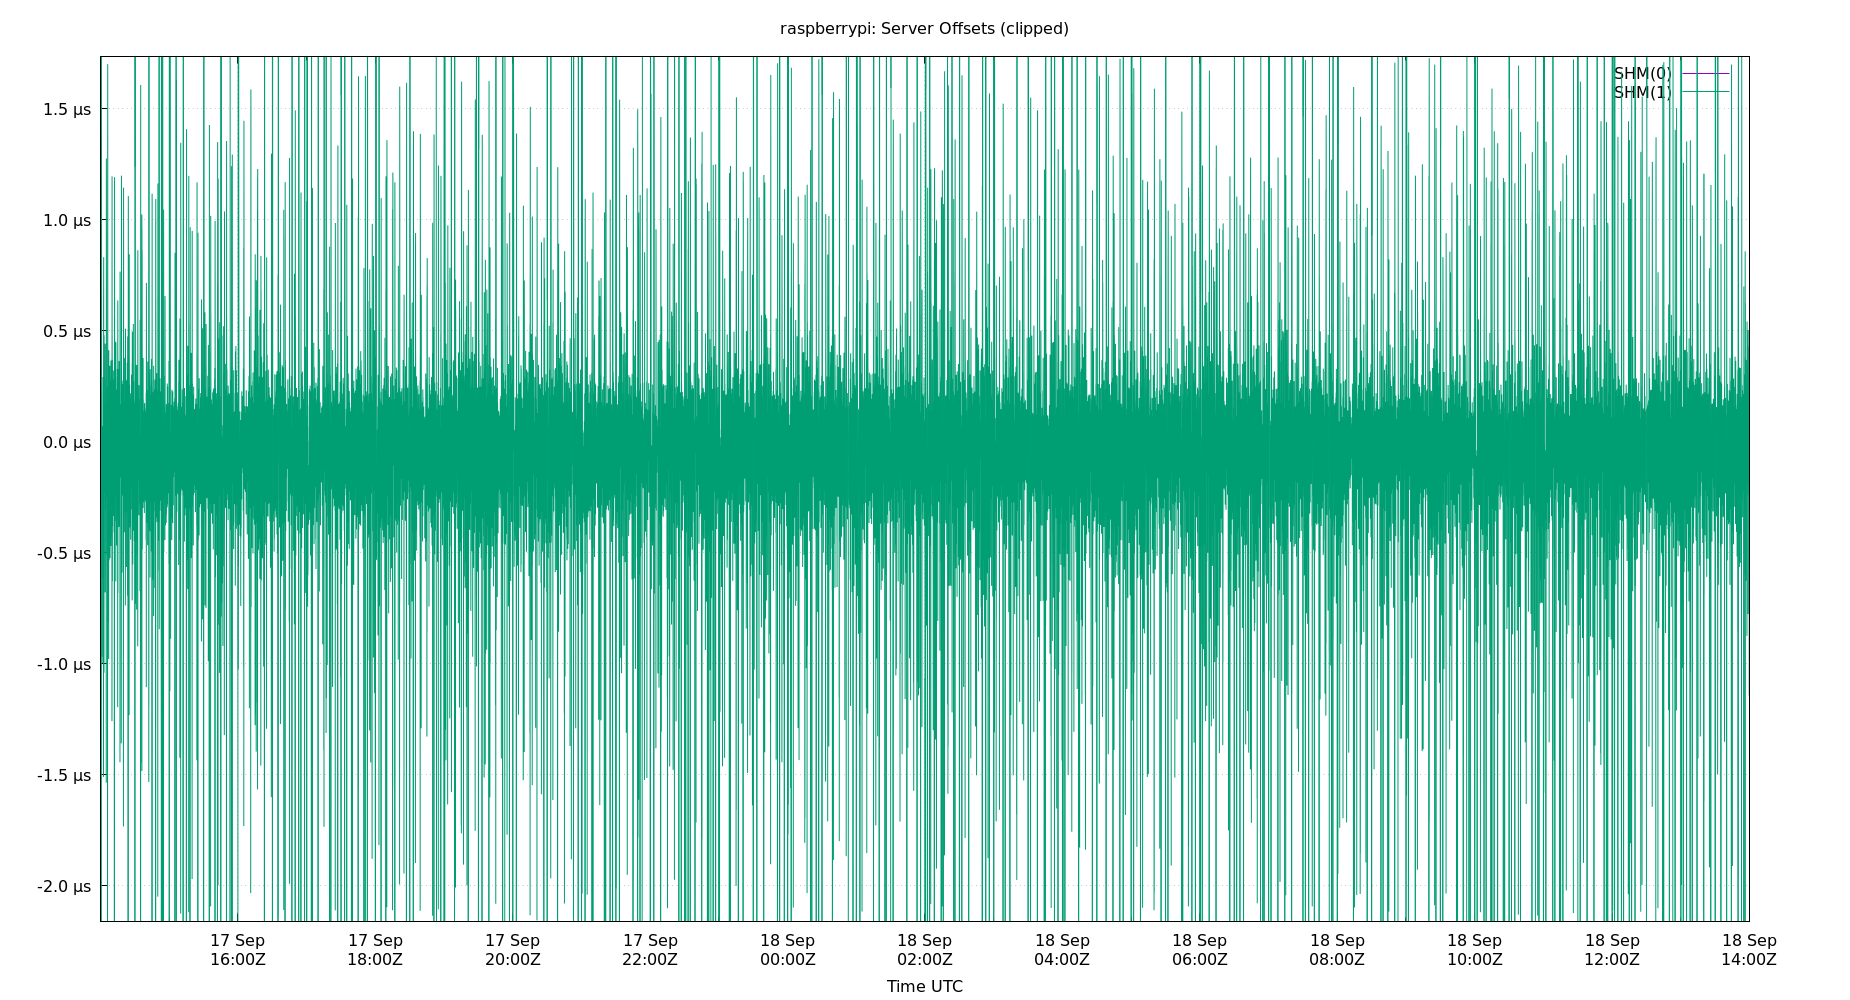 raspberrypi: Server Offsets (clipped)
SHM(0)
SHM(1)
1.5 µs
1.0 µs
0.5 µs
0.0 µs
-0.5 µs
-1.0 µs
-1.5 µs
-2.0 µs
17 Sep 17 Sep 17 Sep 17 Sep 18 Sep 18 Sep 18 Sep 18 Sep 18 Sep 18 Sep 18 Sep 18 Sep
16:00Z 18:00Z 20:00Z 22:00Z 00:00Z 02:00Z 04:00Z 06:00Z 08:00Z 10:00Z 12:00Z 14:00Z
Time UTC